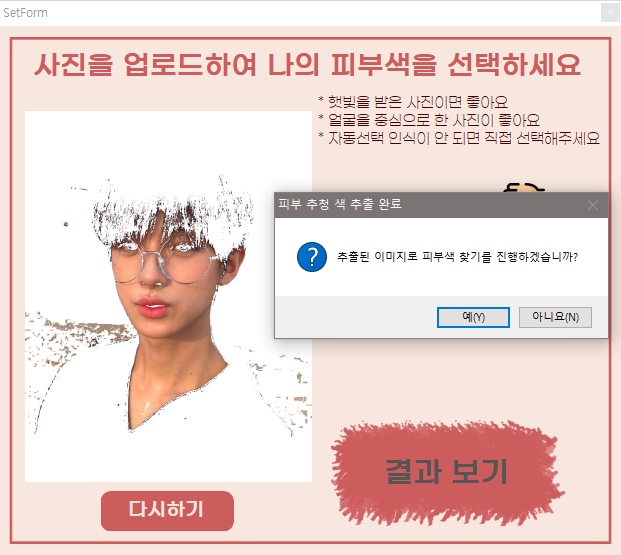 SetForm
사진을 업로드하여 나의 피부색을 선택하세요
* 햇빛을 받은 사진이면 좋아요
* 얼굴을 중심으로 한 사진이 좋아요
* 자동선택 인식이 안 되면 직접 선택해주세요
피부 추청 색 추출 완료
추출된 이미지로 피부색 찾기를 진행하겠습니까?
예(Y)
아니요(N)
결과 보기
다시하기